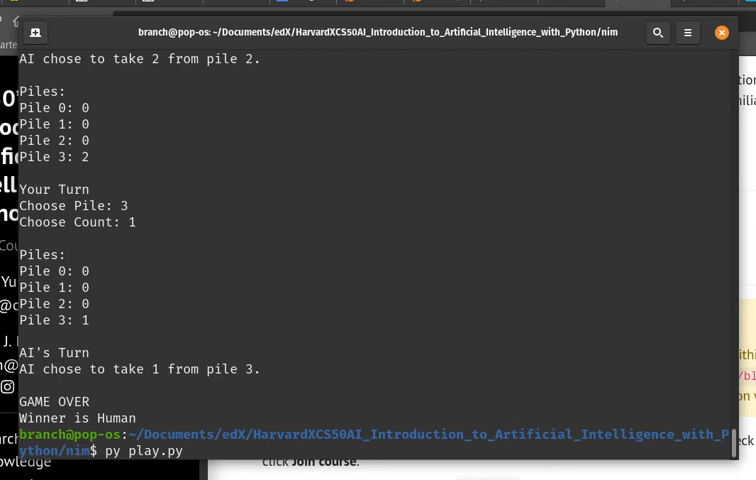 branch@pop-os: ~/Documents/edX/HarvardXCS50AI_Introduction_to_Artificial_Intelligence_with_Python/nim
AI chose to take 2 from pile 2.
Piles:
Pile 0: 0
Pile 1: 0
Pile 2: 0
Pile 3: 2
Your Turn
Choose Pile: 3
Choose Count: 1
Piles:
Pile 0: 0
Pile 1: 0
Pile 2: 0
Pile 3: 1
AI's Turn
AI chose to take 1 from pile 3.
GAME OVER
Winner is Human
branch@pop-os:~/Documents/edX/HarvardXCS50AI_Introduction_to_Artificial_Intelligence_with_P
ython/nim$ py play.py
click Join course.